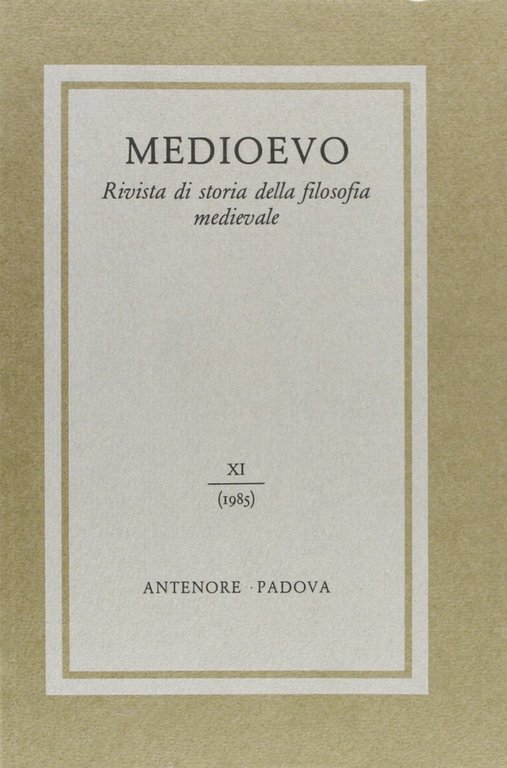 MEDIOEVO
Rivista di storia della filosofia
medievale
XI
(1985)
ANTENORE · PADOVA